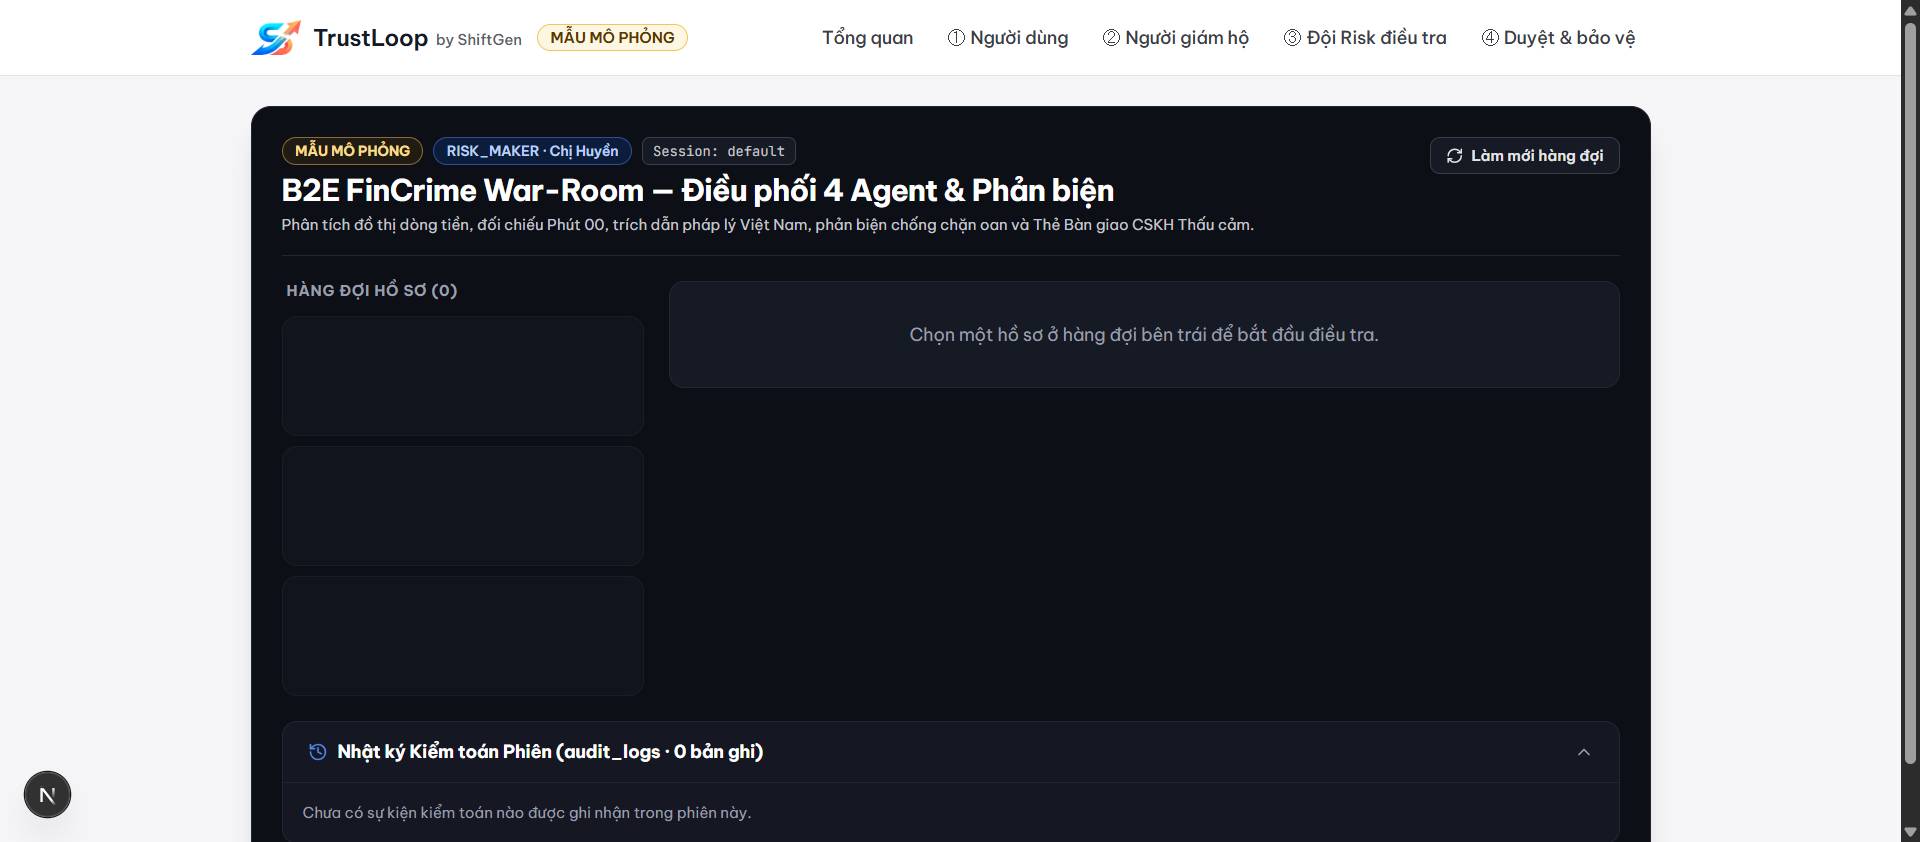 TrustLoop by ShiftGen MẪU MÔ PHỎNG Tổng quan ① Người dùng ② Người giám hộ ③ Đội Risk điều tra ④ Duyệt & bảo vệ
MẪU MÔ PHỎNG RISK_MAKER · Chị Huyền Session: default Làm mới hàng đợi
B2E FinCrime War-Room — Điều phối 4 Agent & Phản biện
Phân tích đồ thị dòng tiền, đối chiếu Phút 00, trích dẫn pháp lý Việt Nam, phản biện chống chặn oan và Thẻ Bàn giao CSKH Thấu cảm.
HÀNG ĐỢI HỒ SƠ (0)
Chọn một hồ sơ ở hàng đợi bên trái để bắt đầu điều tra.
Nhật ký Kiểm toán Phiên (audit_logs · 0 bản ghi)
N
Chưa có sự kiện kiểm toán nào được ghi nhận trong phiên này.